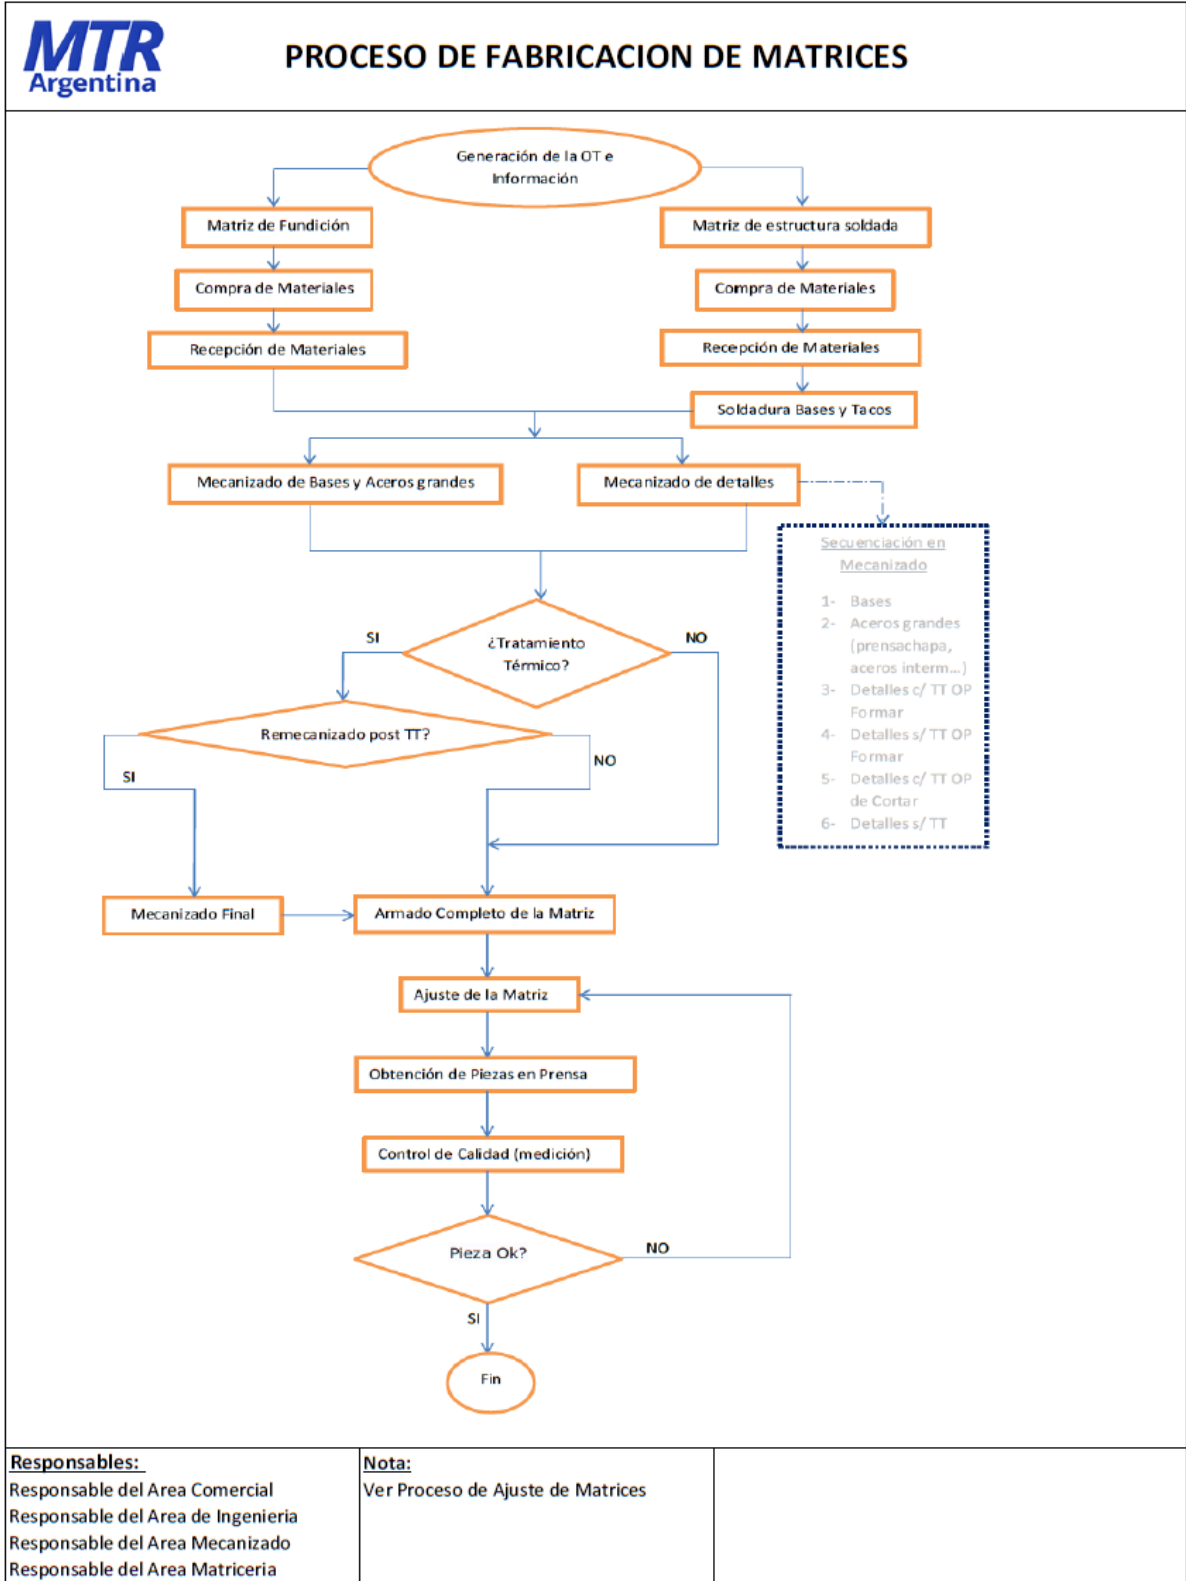 MTR
Argentina
PROCESO DE FABRICACION DE MATRICES
Generación de la OT e
Información
Matriz de Fundición
Matriz de estructura soldada
Compra de Materiales
Compra de Materiales
Recepción de Materiales
Recepción de Materiales
Soldadura Bases y Tacos
Mecanizado de Bases y Aceros grandes
Mecanizado de detalles
Secuenciación en
Mecanizado
1- Bases
2- Aceros grandes
(prensachapa,
aceros interm...)
3- Detalles c/ TT OP
Formar
4- Detalles s/ TT OP
Formar
5- Detalles c/ TT OP
de Cortar
6- Detalles s/ TT
¿Tratamiento
Térmico?
SI
NO
Remecanizado post TT?
SI
NO
Mecanizado Final
Armado Completo de la Matriz
Ajuste de la Matriz
Obtención de Piezas en Prensa
Control de Calidad (medición)
Pieza Ok?
NO
SI
Fin
Responsables:
Responsable del Area Comercial
Responsable del Area de Ingenieria
Responsable del Area Mecanizado
Responsable del Area Matriceria
Nota:
Ver Proceso de Ajuste de Matrices